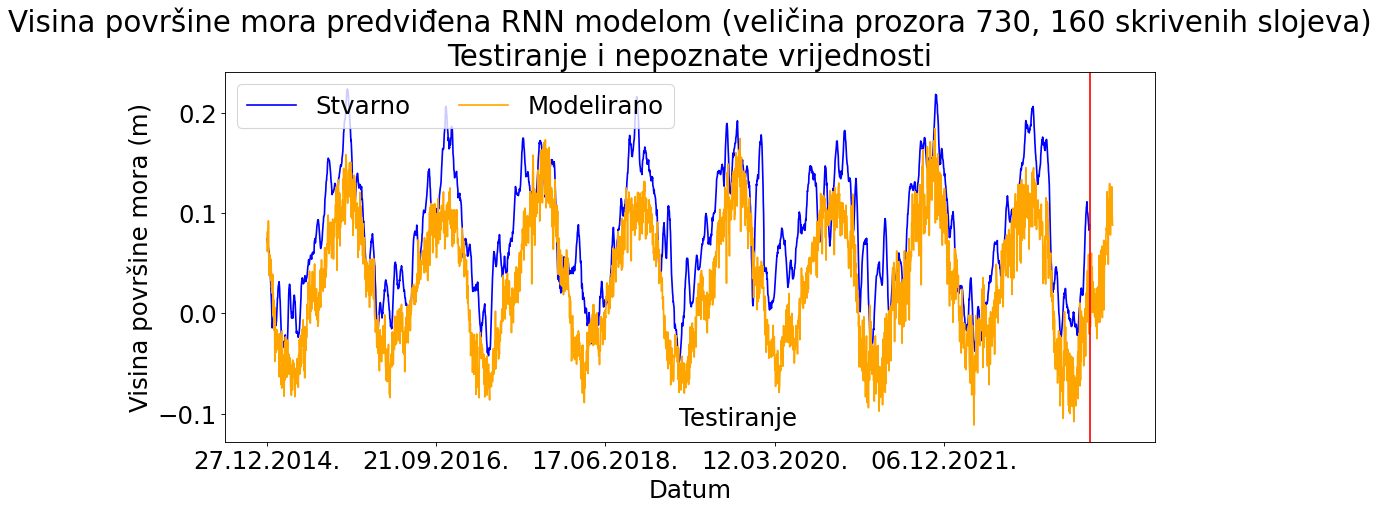 Visina površine mora predviđena RNN modelom (veličina prozora 730, 160 skrivenih slojeva)
Testiranje i nepoznate vrijednosti
Stvarno Modelirano
Visina površine mora (m)
0.2
0.1
0.0
−0.1
Testiranje
27.12.2014. 21.09.2016. 17.06.2018. 12.03.2020. 06.12.2021.
Datum